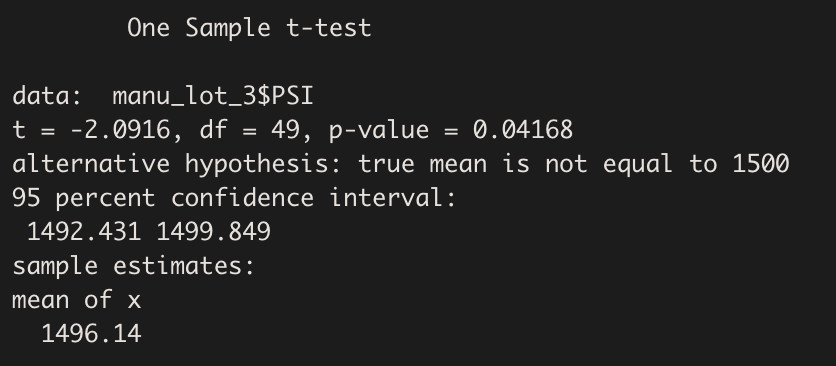 One Sample t-test
data: manu_lot_3$PSI
t = -2.0916, df = 49, p-value = 0.04168
alternative hypothesis: true mean is not equal to 1500
95 percent confidence interval:
1492.431 1499.849
sample estimates:
mean of x
1496.14